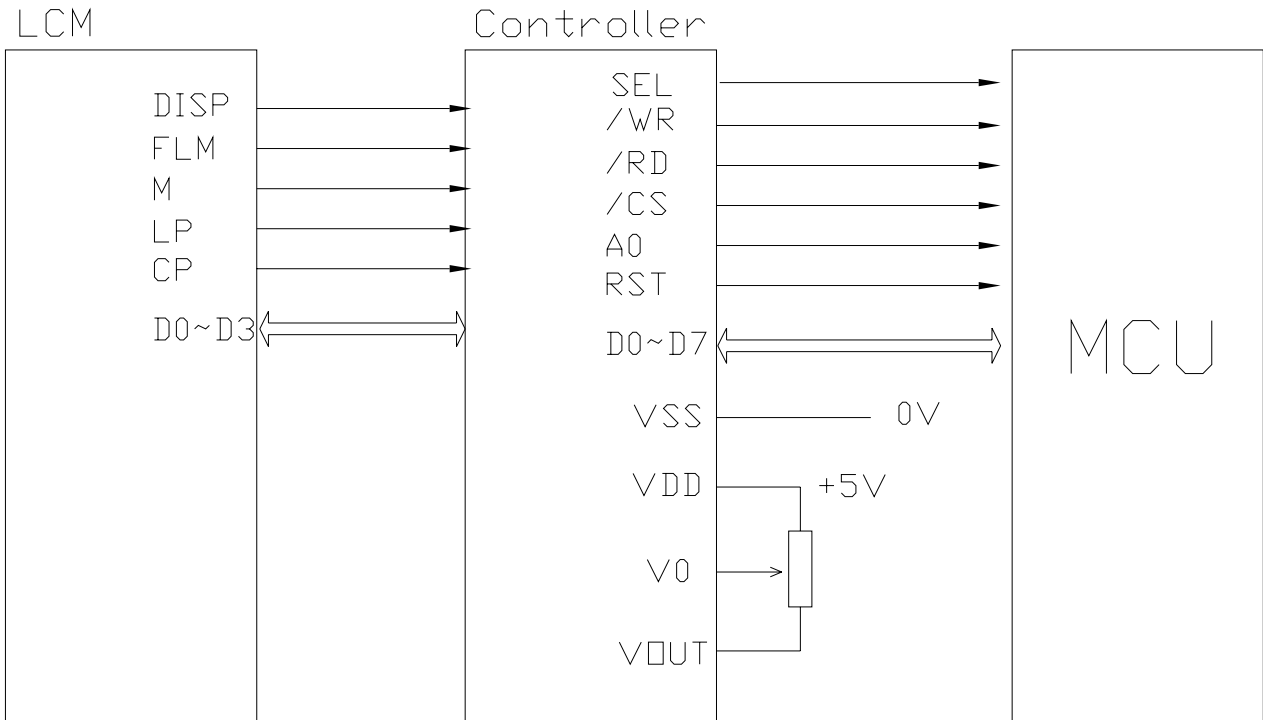 LCM
Controller
DISP
FLM
M
LP
CP
D0~D3
SEL
/WR
/RD
/CS
A0
RST
D0~D7
VSS
0V
VDD
+5V
V0
VOUT
MCU